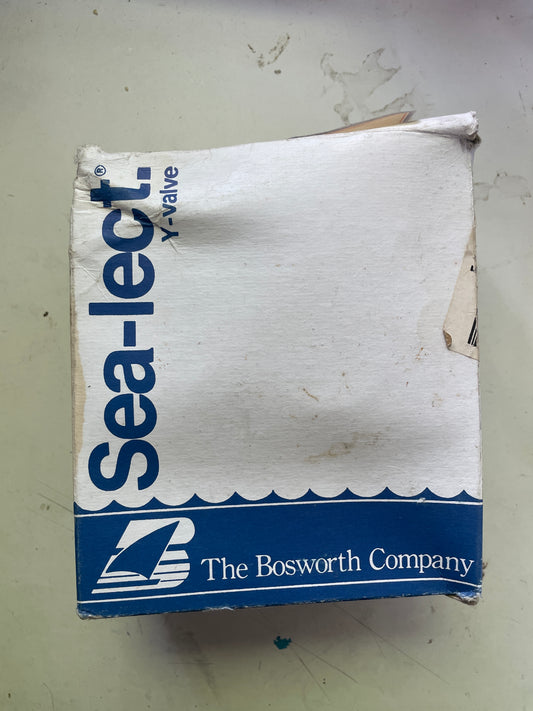 Sea-lect.®
Y-valve
The Bosworth Company